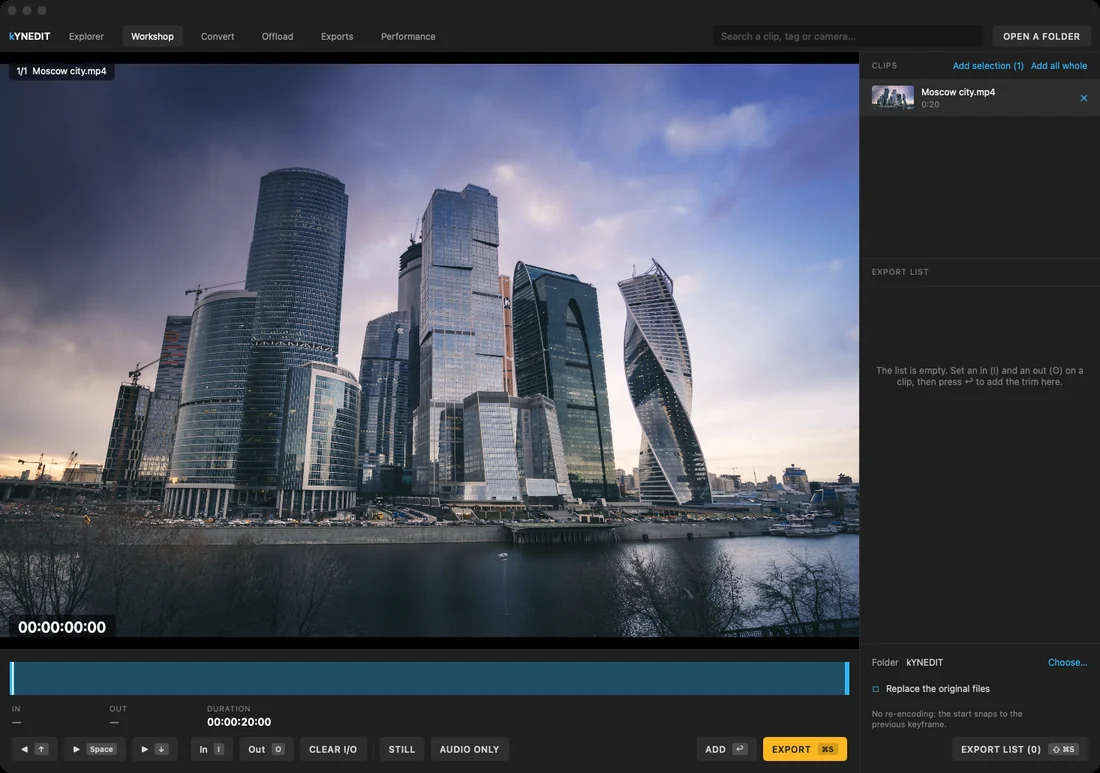 kYNEDIT
Explorer
Workshop
Convert
Offload
Exports
Performance
Search a clip, tag or camera...
OPEN A FOLDER
1/1 Moscow city.mp4
CLIPS
Add selection (1)
Add all whole
Moscow city.mp4
0:20
✕
EXPORT LIST
The list is empty. Set an in (I) and an out (O) on a
clip, then press ↩ to add the trim here.
00:00:00:00
IN
—
OUT
—
DURATION
00:00:20:00
◀ ↑
▶ Space
▶ ↓
In I
Out O
CLEAR I/O
STILL
AUDIO ONLY
ADD ↩
EXPORT ⌘S
Folder kYNEDIT
Choose...
Replace the original files
No re-encoding: the start snaps to the
previous keyframe.
EXPORT LIST (0) ⇧⌘S